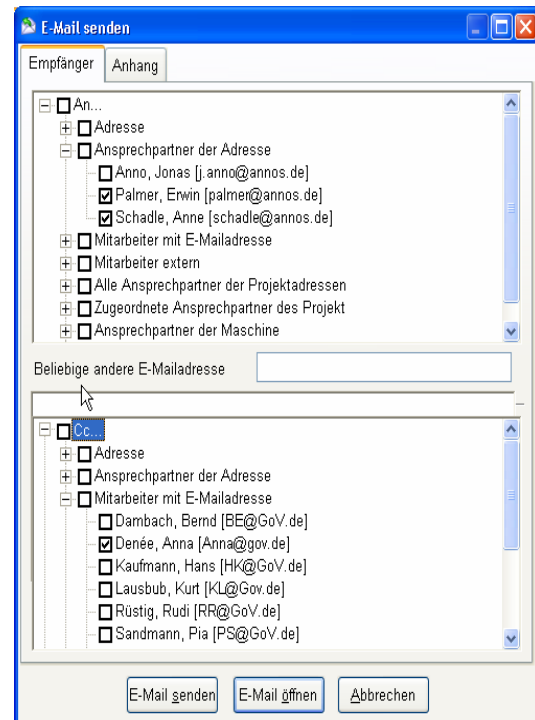 E-Mail senden
Empfänger Anhang
An...
Adresse
Ansprechpartner der Adresse
Anno, Jonas [j.anno@annos.de]
Palmer, Erwin [palmer@annos.de]
Schadle, Anne [schadle@annos.de]
Mitarbeiter mit E-Mailadresse
Mitarbeiter extern
Alle Ansprechpartner der Projektadressen
Zugeordnete Ansprechpartner des Projekt
Ansprechpartner der Maschine
Beliebige andere E-Mailadresse
Cc...
Adresse
Ansprechpartner der Adresse
Mitarbeiter mit E-Mailadresse
Dambach, Bernd [BE@GoV.de]
Denée, Anna [Anna@gov.de]
Kaufmann, Hans [HK@GoV.de]
Lausbub, Kurt [KL@Gov.de]
Rüstig, Rudi [RR@GoV.de]
Sandmann, Pia [PS@GoV.de]
E-Mail senden E-Mail öffnen Abbrechen